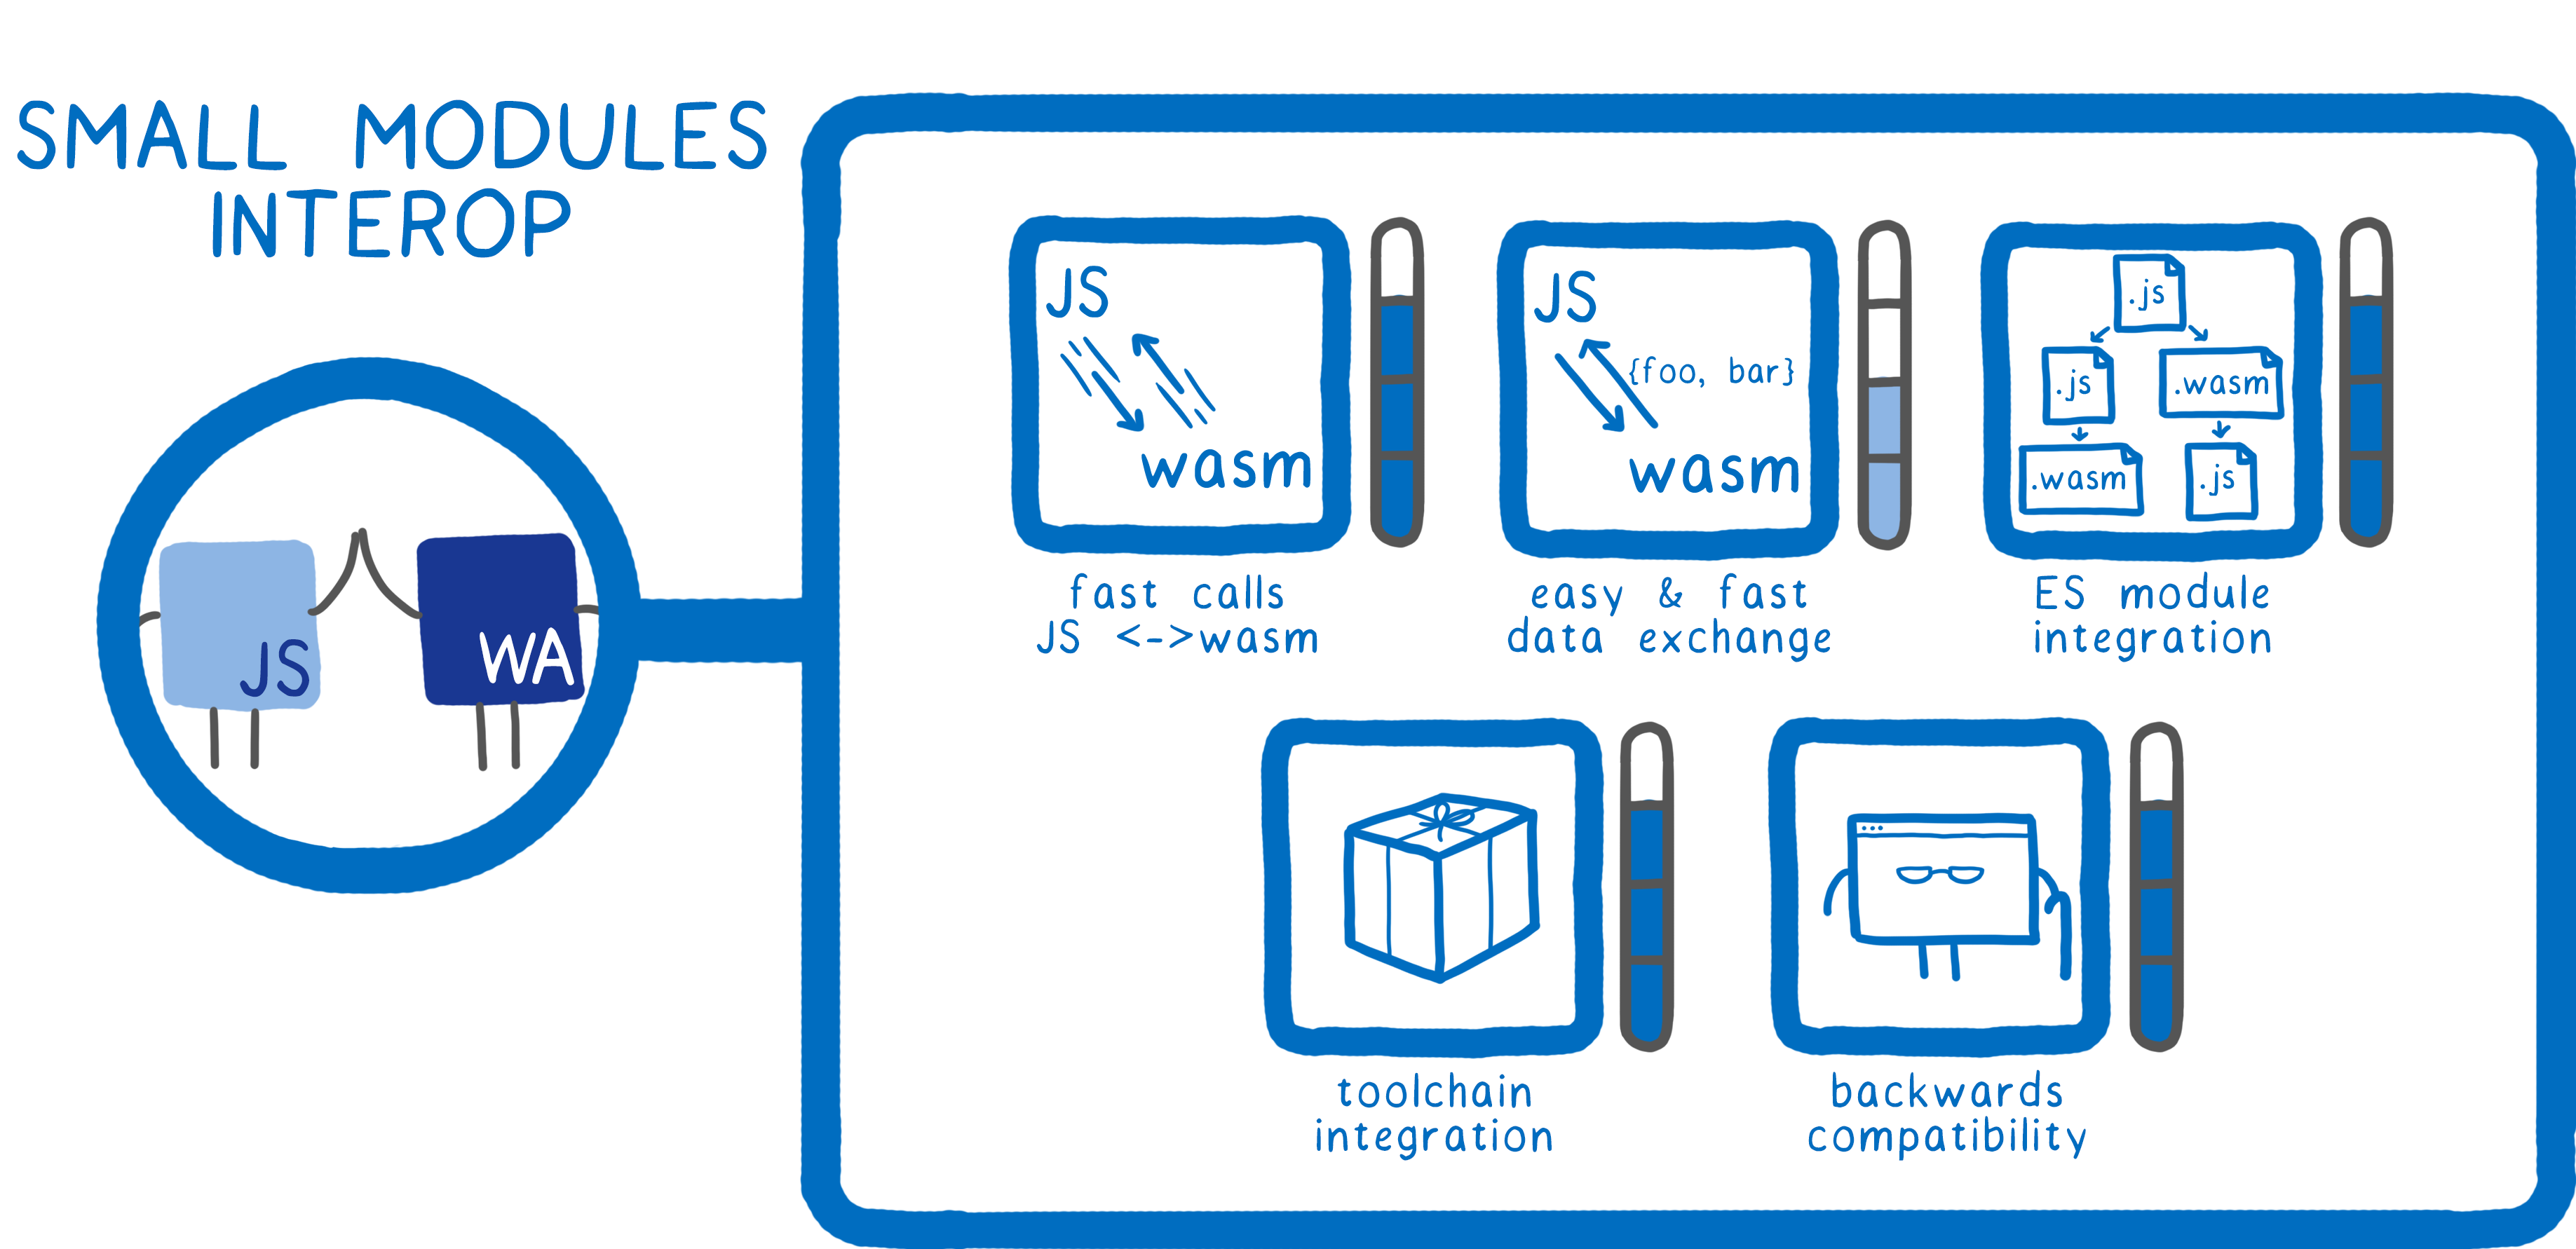 SMALL MODULES
INTEROP
JS
WA
JS
wasm
fast calls
JS <->wasm
JS
{foo, bar}
wasm
easy & fast
data exchange
.js
.js
.wasm
.wasm
.js
ES module
integration
toolchain
integration
backwards
compatibility